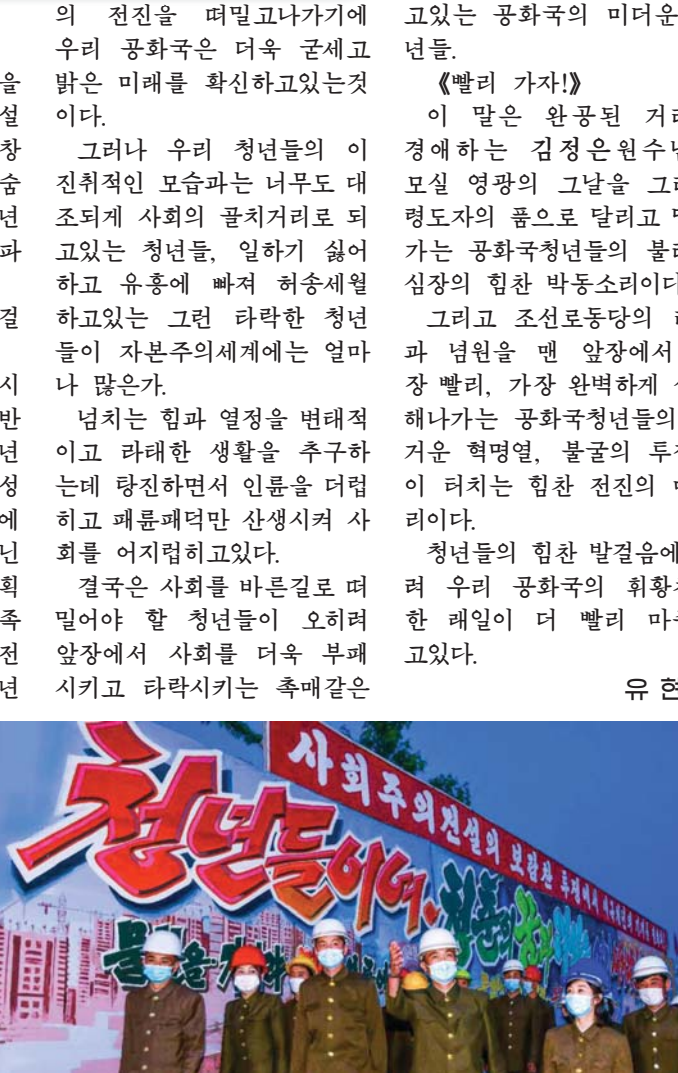 을
설
창
숨
년
파
걸
시
반
년
성
에
닌
획
족
전
년
의 전진을 떠밀고나가기에
우리 공화국은 더욱 굳세고
밝은 미래를 확신하고있는것
이다.
그러나 우리 청년들의 이
진취적인 모습과는 너무도 대
조되게 사회의 골치거리로 되
고있는 청년들, 일하기 싫어
하고 유흥에 빠져 허송세월
하고있는 그런 타락한 청년
들이 자본주의세계에는 얼마
나 많은가.
넘치는 힘과 열정을 변태적
이고 라태한 생활을 추구하
는데 탕진하면서 인륜을 더럽
히고 패륜패덕만 산생시켜 사
회를 어지럽히고있다.
결국은 사회를 바른길로 떠
밀어야 할 청년들이 오히려
앞장에서 사회를 더욱 부패
시키고 타락시키는 촉매같은
고있는 공화국의 미더운
년들.
《빨리 가자!》
이 말은 완공된
경애하는 김정은원수
모실 영광의 그날을
령도자의 품으로 달리고
가는 공화국청년들의
심장의 힘찬 박동소리이다
그리고 조선로동당의
과 념원을 맨 앞장에서
장 빨리, 가장 완벽하게
해나가는 공화국청년들의
거운 혁명열, 불굴의
이 터치는 힘찬 전진의
리이다.
청년들의 힘찬 발걸음에
려 우리 공화국의
한 래일이 더 빨리
고있다.
유
사회주의건설의 보람찬
청년들이여,
청춘의